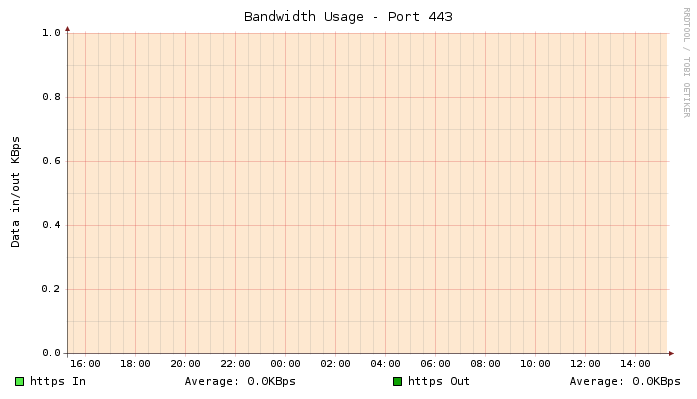 Bandwidth Usage - Port 443
RRDTOOL / TOBI OETIKER
Data in/out KBps
1.0
0.8
0.6
0.4
0.2
0.0
16:00 18:00 20:00 22:00 00:00 02:00 04:00 06:00 08:00 10:00 12:00 14:00
https In Average: 0.0KBps https Out Average: 0.0KBps